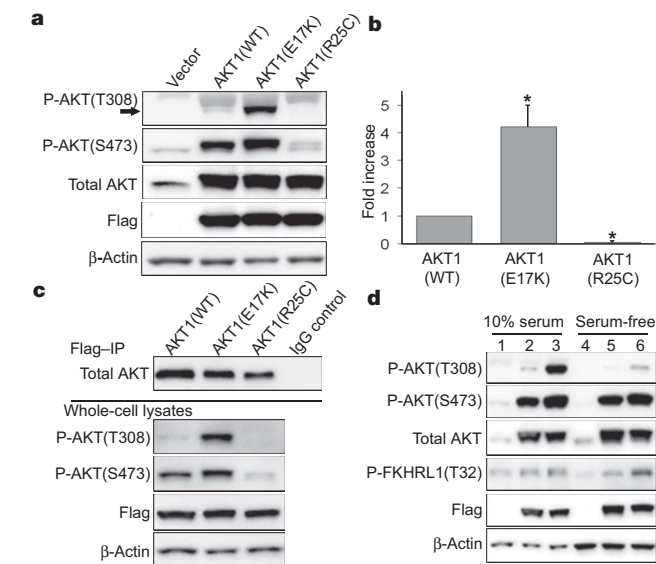 a
Vector
AKT1(WT)
AKT1(E17K)
AKT1(R25C)
P-AKT(T308)
P-AKT(S473)
Total AKT
Flag
β-Actin
b
Fold increase
5
4
3
2
1
0
*
*
AKT1
(WT)
AKT1
(E17K)
AKT1
(R25C)
c
Flag–IP
AKT1(WT)
AKT1(E17K)
AKT1(R25C)
IgG control
Total AKT
Whole-cell lysates
P-AKT(T308)
P-AKT(S473)
Flag
β-Actin
d
10% serum Serum-free
1 2 3 4 5 6
P-AKT(T308)
P-AKT(S473)
Total AKT
P-FKHRL1(T32)
Flag
β-Actin